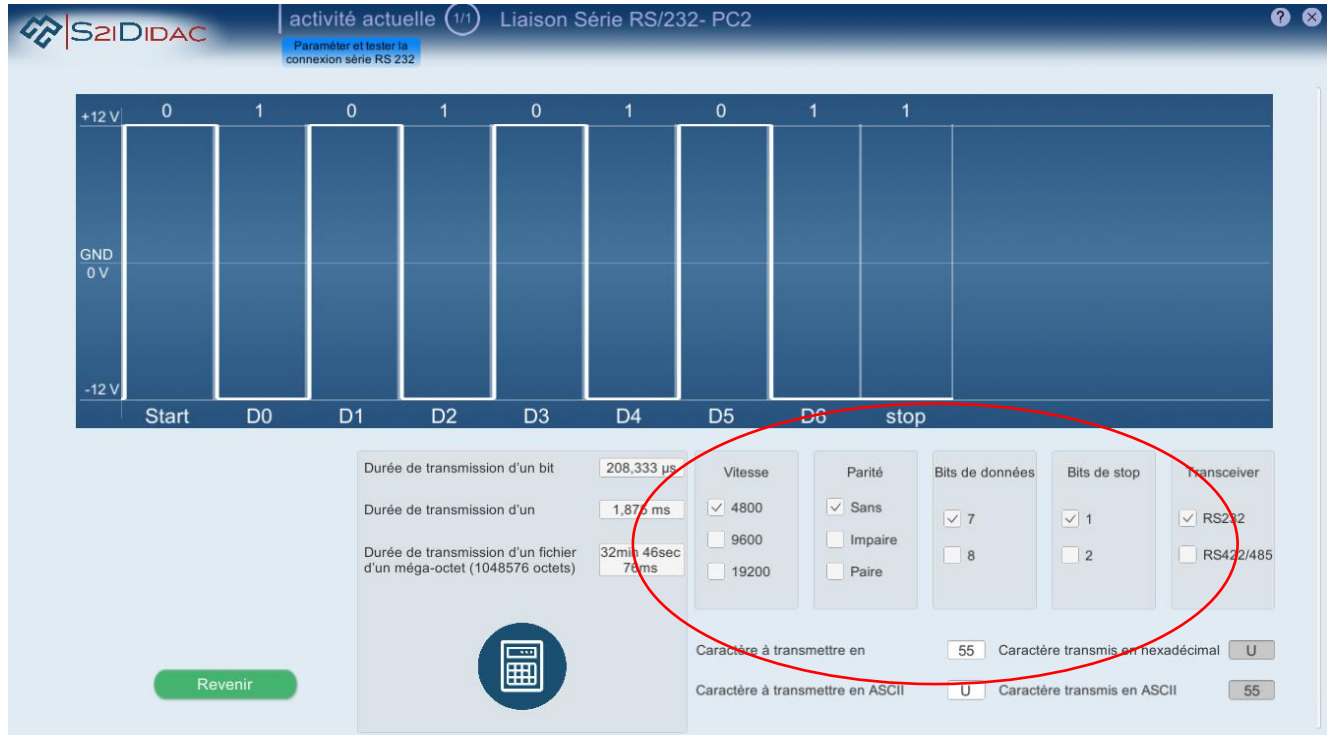 S2IDIDAC
activité actuelle 1/1 Liaison Série RS/232- PC2
? ×
Paraméter et tester la
connexion série RS 232
+12 V 0 1 0 1 0 1 0 1 1
GND
0 V
-12 V
Start D0 D1 D2 D3 D4 D5 D6 stop
Durée de transmission d'un bit 208,333 µs
Durée de transmission d'un 1,875 ms
Durée de transmission d'un fichier
d'un méga-octet (1048576 octets)
32min 46sec
76ms
Vitesse
4800
9600
19200
Parité
Sans
Impaire
Paire
Bits de données
7
8
Bits de stop
1
2
Transceiver
RS232
RS422/485
Caractère à transmettre en 55 Caractère transmis en hexadécimal U
Caractère à transmettre en ASCII U Caractère transmis en ASCII 55
Revenir